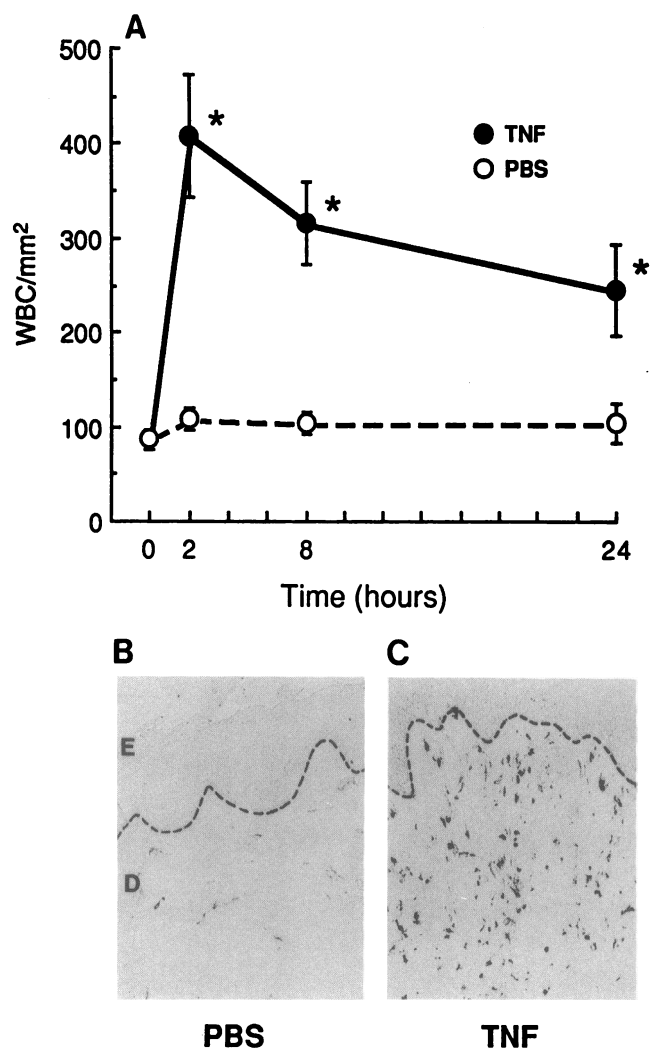 A
500
400
300
200
100
0
WBC/mm²
*
*
*
TNF
PBS
0 2 8 24
Time (hours)
B
C
E
D
PBS
TNF